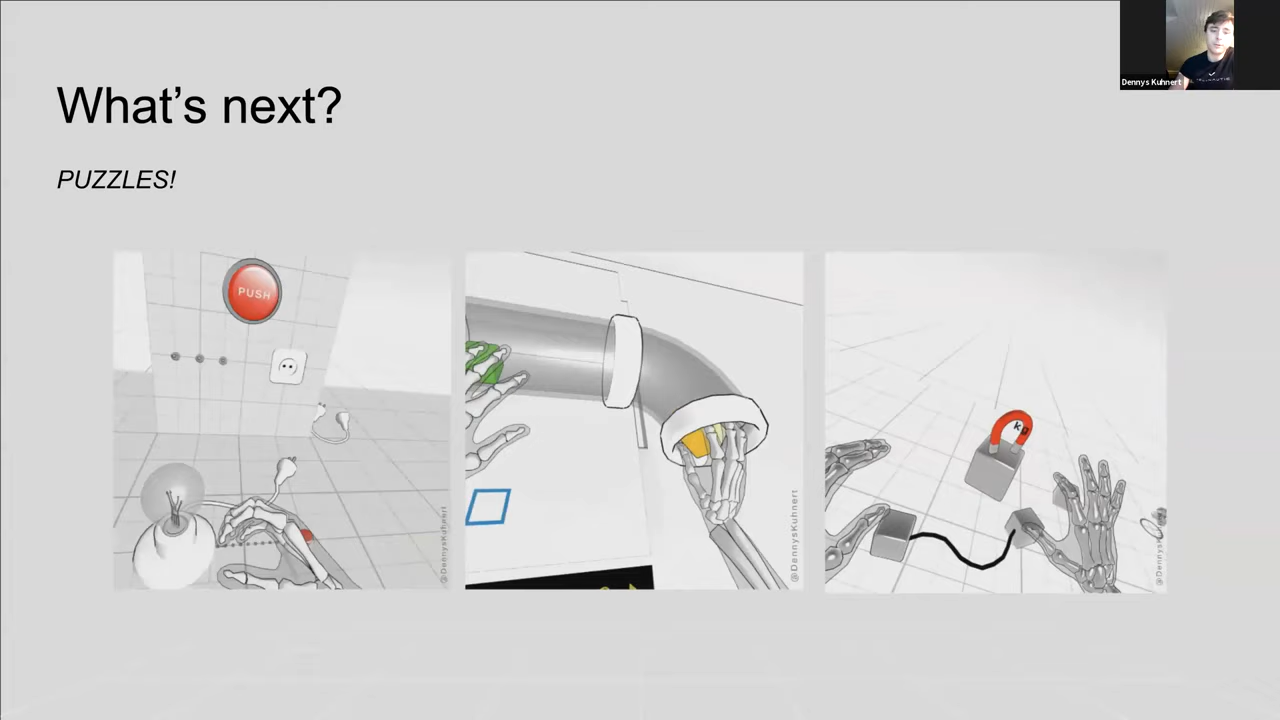 Dennys Kuhnert
What's next?
PUZZLES!
PUSH
kg
@DennysKuhnert
@DennysKuhnert
@DennysKuhnert